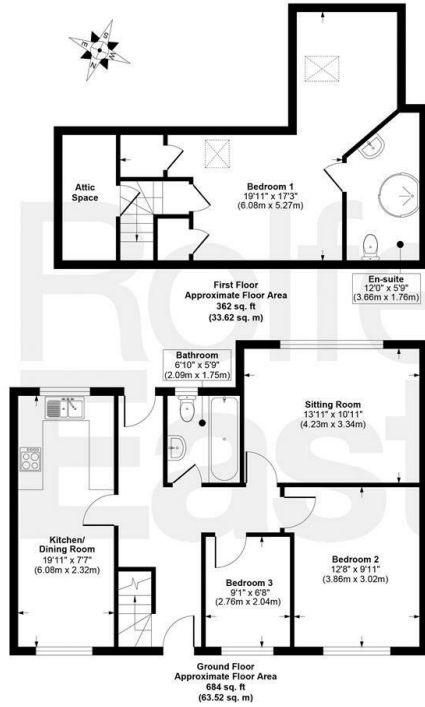 S
E
W
N
Attic
Space
Bedroom 1
19'11" x 17'3"
(6.08m x 5.27m)
First Floor
Approximate Floor Area
362 sq. ft
(33.62 sq. m)
En-suite
12'0" x 5'9"
(3.66m x 1.76m)
Bathroom
6'10" x 5'9"
(2.09m x 1.75m)
Sitting Room
13'11" x 10'11"
(4.23m x 3.34m)
Kitchen/
Dining Room
19'11" x 7'7"
(6.08m x 2.32m)
Bedroom 3
9'1" x 6'8"
(2.76m x 2.04m)
Bedroom 2
12'8" x 9'11"
(3.86m x 3.02m)
Ground Floor
Approximate Floor Area
684 sq. ft
(63.52 sq. m)
Rolfe
East